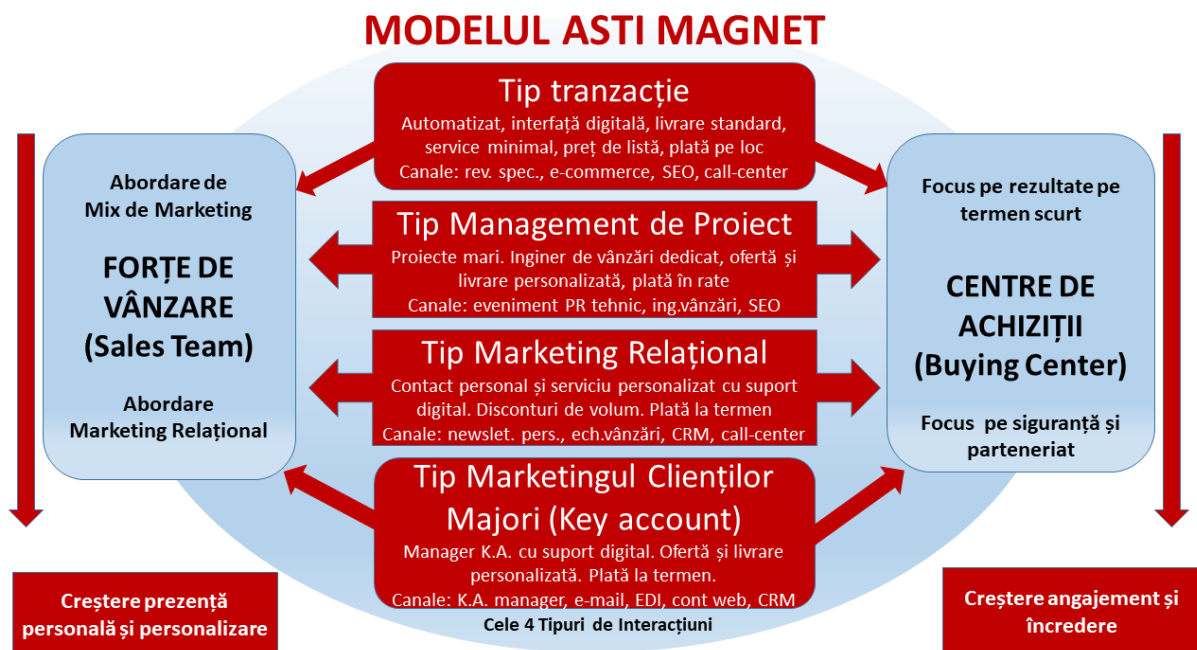 MODELUL ASTI MAGNET
Tip tranzacție
Automatizat, interfață digitală, livrare standard,
service minimal, preț de listă, plată pe loc
Canale: rev. spec., e-commerce, SEO, call-center
Abordare de
Mix de Marketing
FORȚE DE
VÂNZARE
(Sales Team)
Abordare
Marketing Relațional
Tip Management de Proiect
Proiecte mari. Inginer de vânzări dedicat, ofertă și
livrare personalizată, plată în rate
Canale: eveniment PR tehnic, ing.vânzări, SEO
Tip Marketing Relațional
Contact personal și serviciu personalizat cu suport
digital. Disconturi de volum. Plată la termen
Canale: newslet. pers., ech.vânzări, CRM, call-center
Focus pe rezultate pe
termen scurt
CENTRE DE
ACHIZIȚII
(Buying Center)
Focus pe siguranță și
parteneriat
Tip Marketingul Clienților
Majori (Key account)
Manager K.A. cu suport digital. Ofertă și livrare
personalizată. Plată la termen.
Canale: K.A. manager, e-mail, EDI, cont web, CRM
Cele 4 Tipuri de Interacțiuni
Creștere prezență
personală și personalizare
Creștere angajement și
încredere